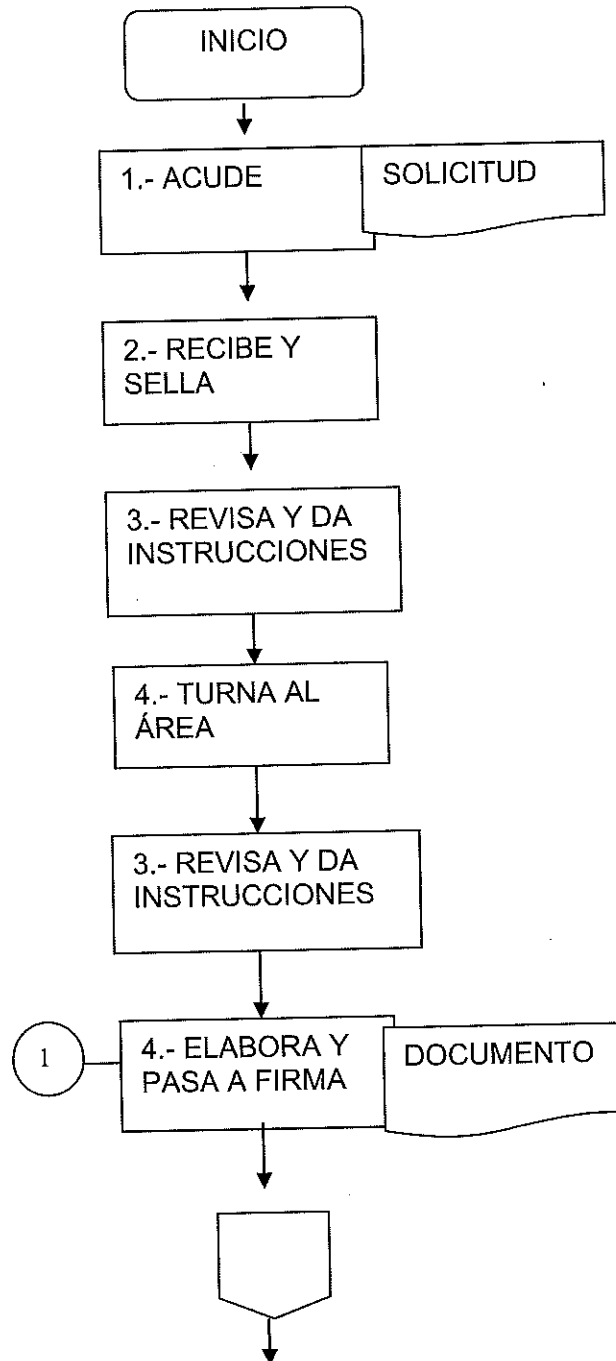 INICIO
1.- ACUDE
SOLICITUD
2.- RECIBE Y
SELLA
3.- REVISA Y DA
INSTRUCCIONES
4.- TURNA AL
ÁREA
3.- REVISA Y DA
INSTRUCCIONES
1
4.- ELABORA Y
PASA A FIRMA
DOCUMENTO